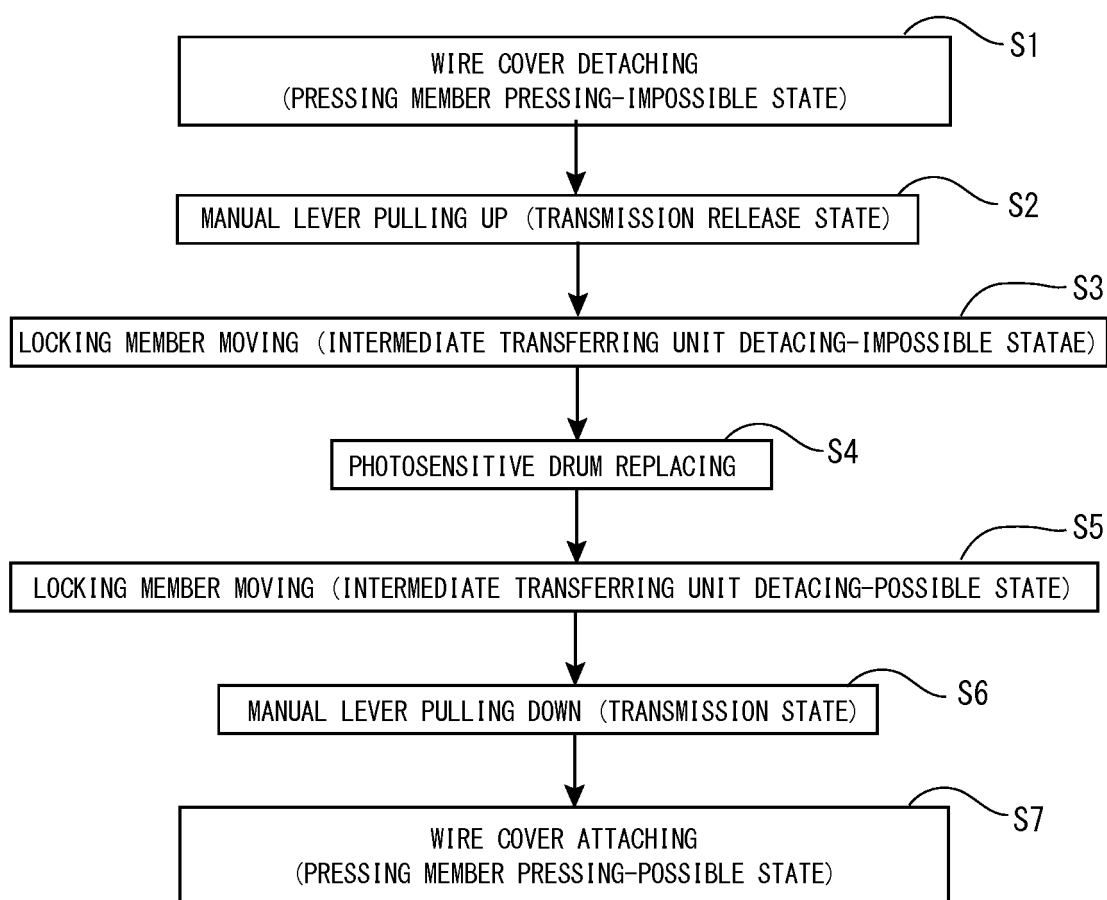 S1
WIRE COVER DETACHING
(PRESSING MEMBER PRESSING-IMPOSSIBLE STATE)
S2
MANUAL LEVER PULLING UP (TRANSMISSION RELEASE STATE)
S3
LOCKING MEMBER MOVING (INTERMEDIATE TRANSFERRING UNIT DETACING-IMPOSSIBLE STATAE)
S4
PHOTOSENSITIVE DRUM REPLACING
S5
LOCKING MEMBER MOVING (INTERMEDIATE TRANSFERRING UNIT DETACING-POSSIBLE STATE)
S6
MANUAL LEVER PULLING DOWN (TRANSMISSION STATE)
S7
WIRE COVER ATTACHING
(PRESSING MEMBER PRESSING-POSSIBLE STATE)